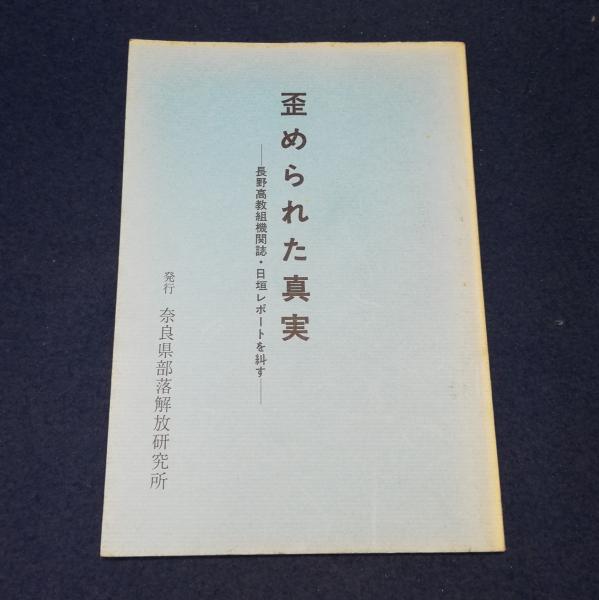 歪められた真実
――長野高教組機関誌・日垣レポートを糾す――
発行 奈良県部落解放研究所